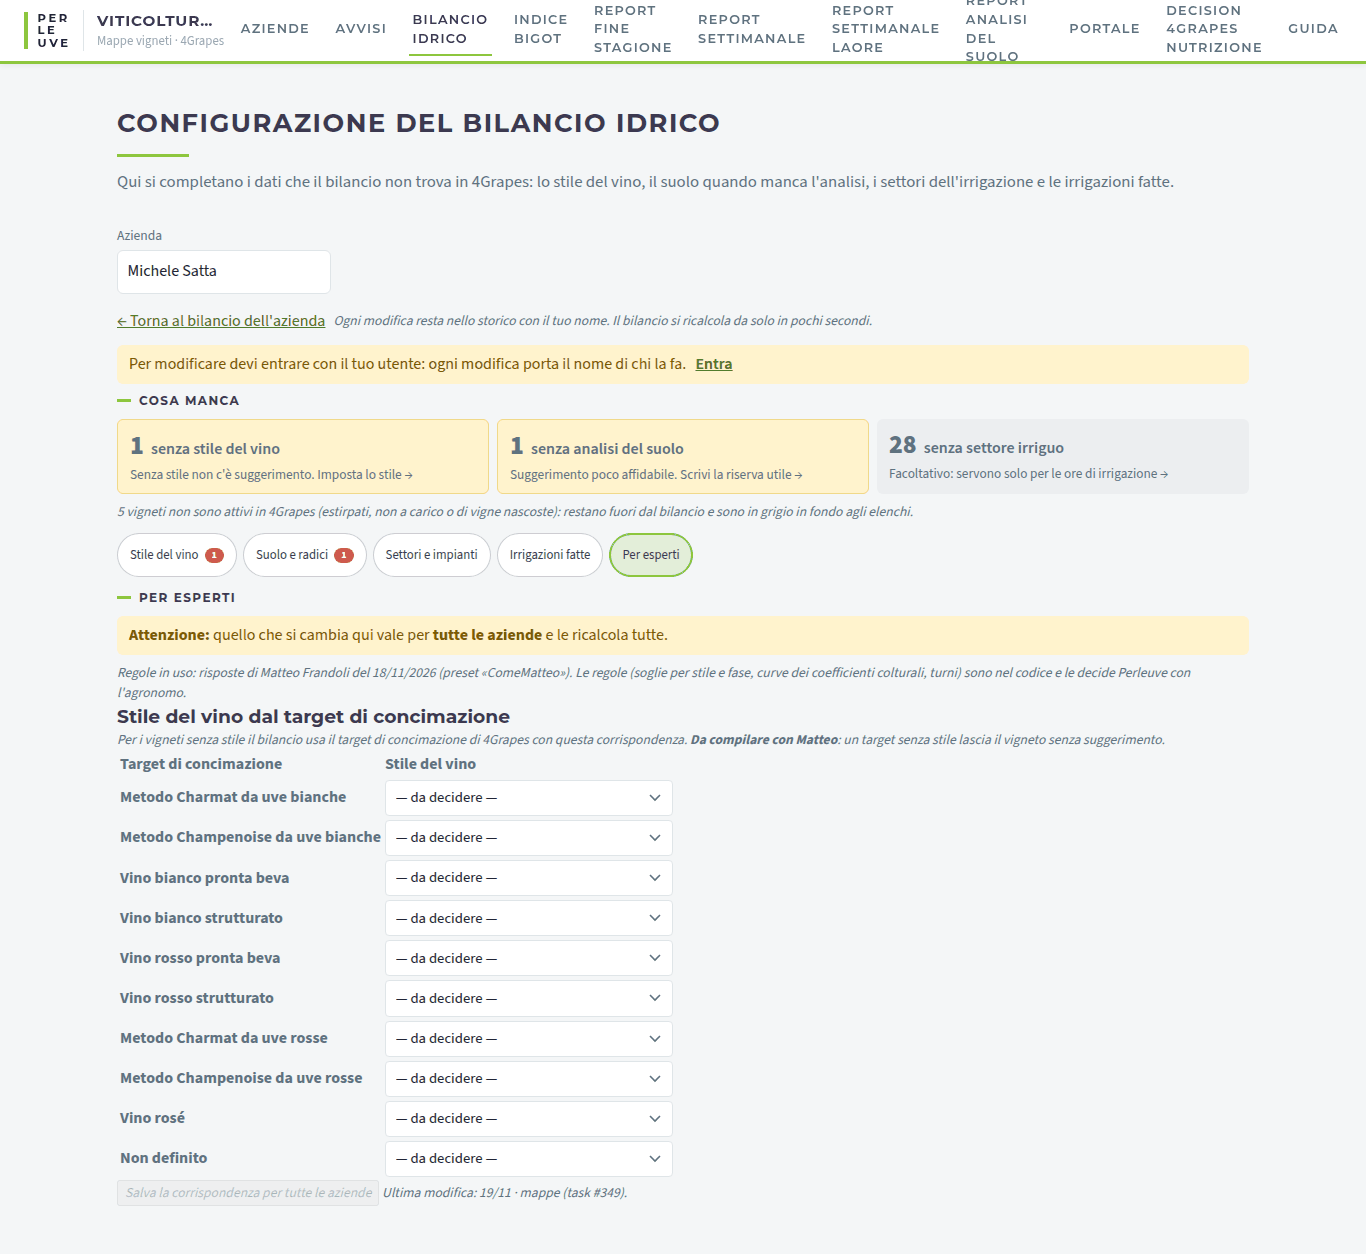 PER
LE
UVE
VITICOLTUR...
Mappe vigneti · 4Grapes
AZIENDE
AVVISI
BILANCIO
IDRICO
INDICE
BIGOT
REPORT
FINE
STAGIONE
REPORT
SETTIMANALE
REPORT
SETTIMANALE
LAORE
REPORT
ANALISI
DEL
SUOLO
PORTALE
DECISION
4GRAPES
NUTRIZIONE
GUIDA
CONFIGURAZIONE DEL BILANCIO IDRICO
Qui si completano i dati che il bilancio non trova in 4Grapes: lo stile del vino, il suolo quando manca l'analisi, i settori dell'irrigazione e le irrigazioni fatte.
Azienda
Michele Satta
← Torna al bilancio dell'azienda Ogni modifica resta nello storico con il tuo nome. Il bilancio si ricalcola da solo in pochi secondi.
Per modificare devi entrare con il tuo utente: ogni modifica porta il nome di chi la fa. Entra
COSA MANCA
1 senza stile del vino
Senza stile non c'è suggerimento. Imposta lo stile →
1 senza analisi del suolo
Suggerimento poco affidabile. Scrivi la riserva utile →
28 senza settore irriguo
Facoltativo: servono solo per le ore di irrigazione →
5 vigneti non sono attivi in 4Grapes (estirpati, non a carico o di vigne nascoste): restano fuori dal bilancio e sono in grigio in fondo agli elenchi.
Stile del vino 1
Suolo e radici 1
Settori e impianti
Irrigazioni fatte
Per esperti
PER ESPERTI
Attenzione: quello che si cambia qui vale per tutte le aziende e le ricalcola tutte.
Regole in uso: risposte di Matteo Frandoli del 18/11/2026 (preset «ComeMatteo»). Le regole (soglie per stile e fase, curve dei coefficienti colturali, turni) sono nel codice e le decide Perleuve con
l'agronomo.
Stile del vino dal target di concimazione
Per i vigneti senza stile il bilancio usa il target di concimazione di 4Grapes con questa corrispondenza. Da compilare con Matteo: un target senza stile lascia il vigneto senza suggerimento.
Target di concimazione Stile del vino
Metodo Charmat da uve bianche — da decidere —
Metodo Champenoise da uve bianche — da decidere —
Vino bianco pronta beva — da decidere —
Vino bianco strutturato — da decidere —
Vino rosso pronta beva — da decidere —
Vino rosso strutturato — da decidere —
Metodo Charmat da uve rosse — da decidere —
Metodo Champenoise da uve rosse — da decidere —
Vino rosé — da decidere —
Non definito — da decidere —
Salva la corrispondenza per tutte le aziende Ultima modifica: 19/11 · mappe (task #349).